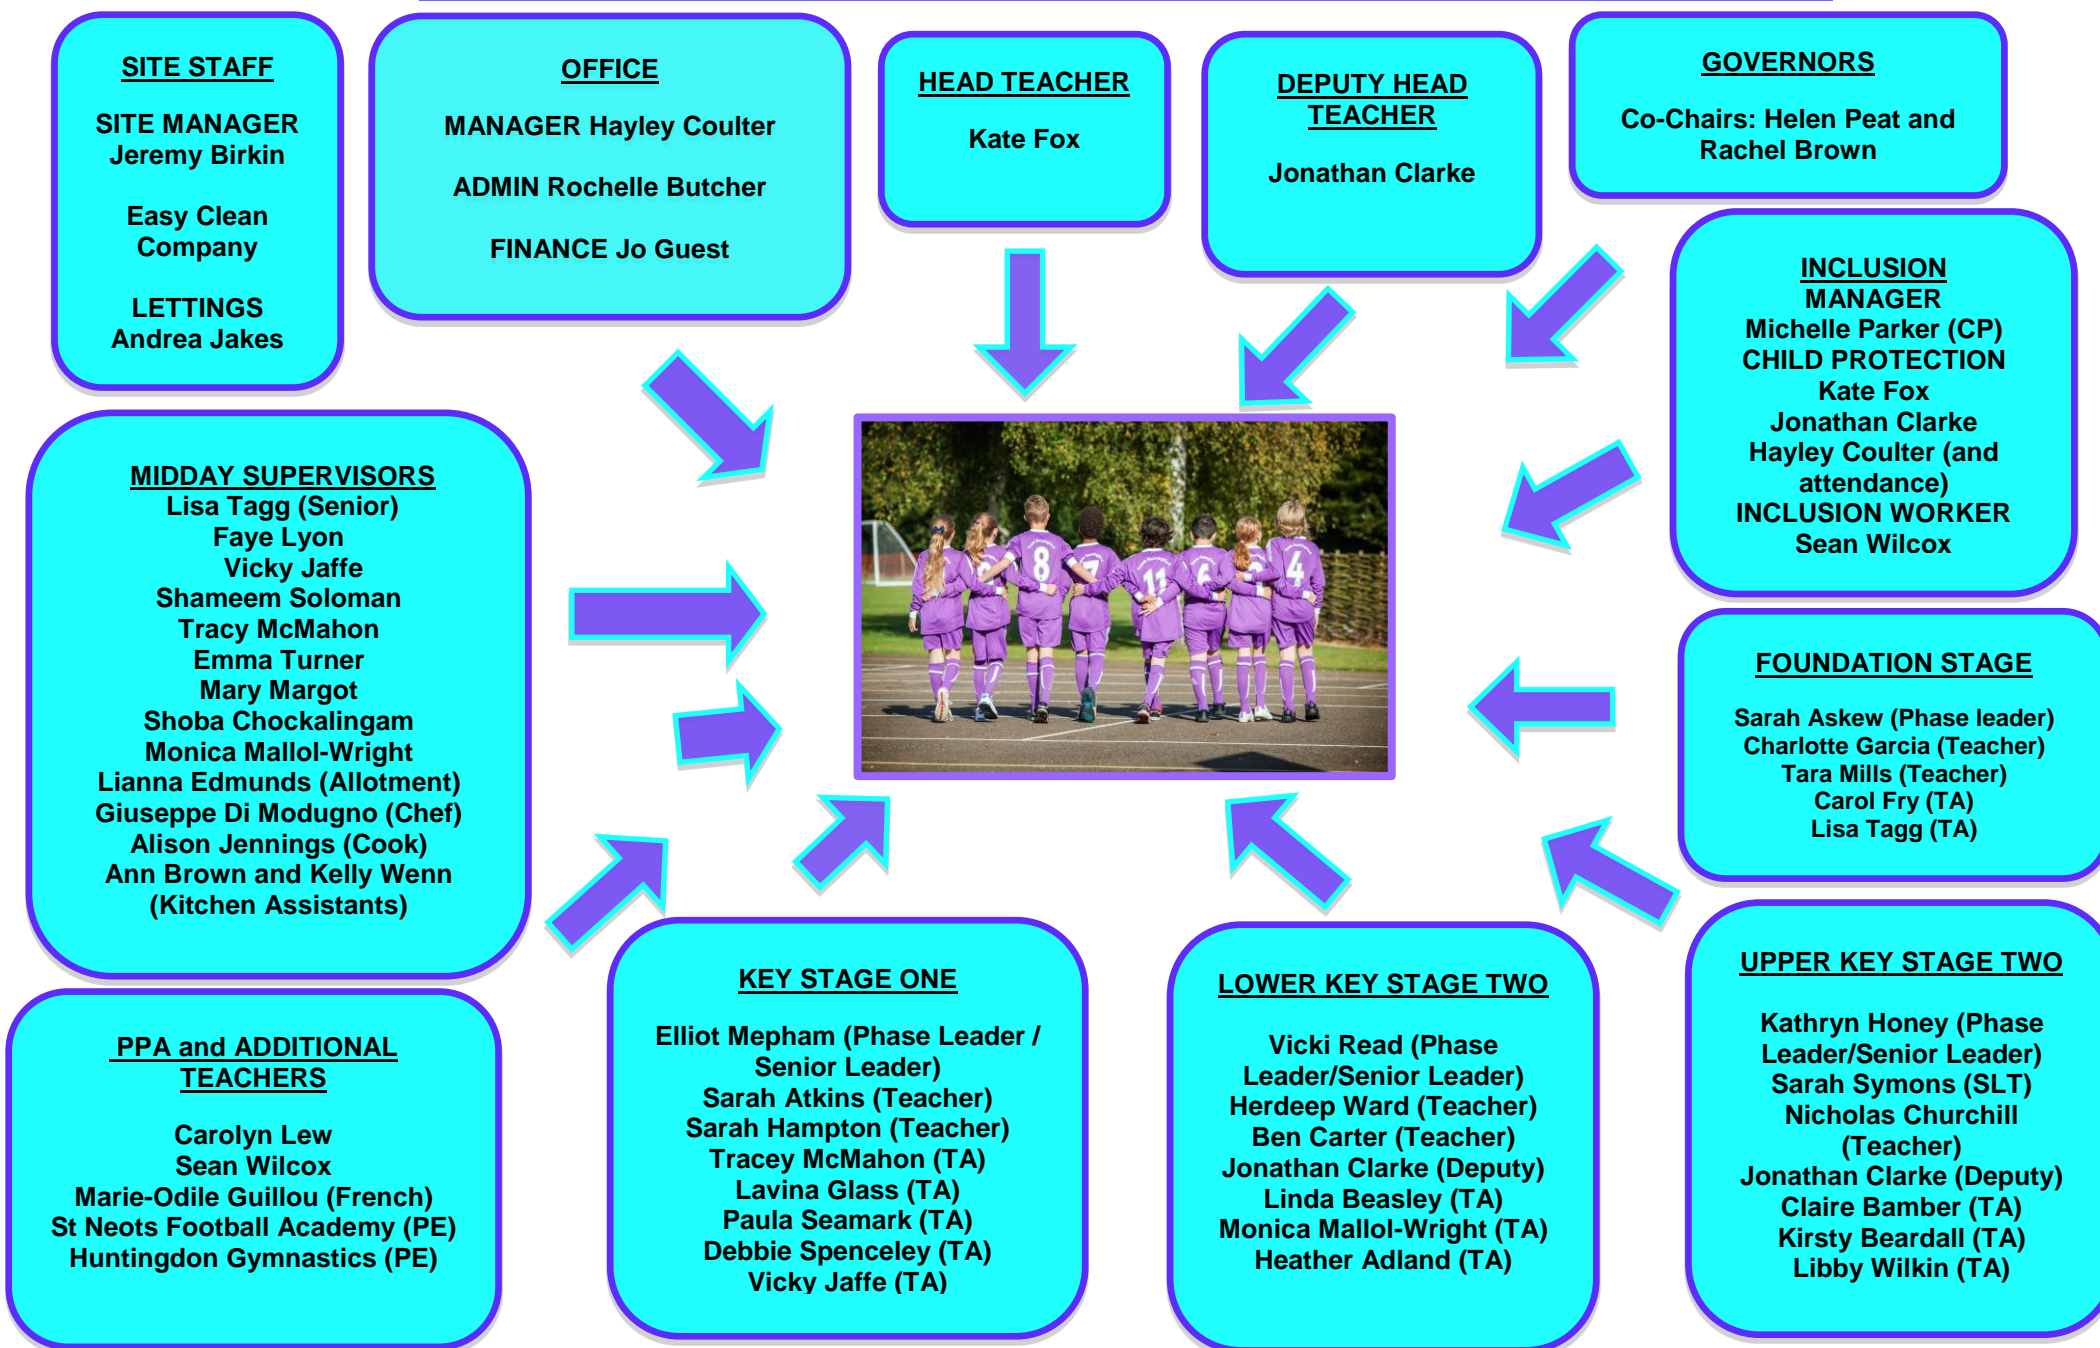 SITE STAFF
SITE MANAGER
Jeremy Birkin
Easy Clean
Company
LETTINGS
Andrea Jakes
OFFICE
MANAGER Hayley Coulter
ADMIN Rochelle Butcher
FINANCE Jo Guest
HEAD TEACHER
Kate Fox
DEPUTY HEAD
TEACHER
Jonathan Clarke
GOVERNORS
Co-Chairs: Helen Peat and
Rachel Brown
INCLUSION
MANAGER
Michelle Parker (CP)
CHILD PROTECTION
Kate Fox
Jonathan Clarke
Hayley Coulter (and
attendance)
INCLUSION WORKER
Sean Wilcox
MIDDAY SUPERVISORS
Lisa Tagg (Senior)
Faye Lyon
Vicky Jaffe
Shameem Soloman
Tracy McMahon
Emma Turner
Mary Margot
Shoba Chockalingam
Monica Mallol-Wright
Lianna Edmunds (Allotment)
Giuseppe Di Modugno (Chef)
Alison Jennings (Cook)
Ann Brown and Kelly Wenn
(Kitchen Assistants)
8
7
11
6
4
FOUNDATION STAGE
Sarah Askew (Phase leader)
Charlotte Garcia (Teacher)
Tara Mills (Teacher)
Carol Fry (TA)
Lisa Tagg (TA)
PPA and ADDITIONAL
TEACHERS
Carolyn Lew
Sean Wilcox
Marie-Odile Guillou (French)
St Neots Football Academy (PE)
Huntingdon Gymnastics (PE)
KEY STAGE ONE
Elliot Mepham (Phase Leader /
Senior Leader)
Sarah Atkins (Teacher)
Sarah Hampton (Teacher)
Tracey McMahon (TA)
Lavina Glass (TA)
Paula Seamark (TA)
Debbie Spenceley (TA)
Vicky Jaffe (TA)
LOWER KEY STAGE TWO
Vicki Read (Phase
Leader/Senior Leader)
Herdeep Ward (Teacher)
Ben Carter (Teacher)
Jonathan Clarke (Deputy)
Linda Beasley (TA)
Monica Mallol-Wright (TA)
Heather Adland (TA)
UPPER KEY STAGE TWO
Kathryn Honey (Phase
Leader/Senior Leader)
Sarah Symons (SLT)
Nicholas Churchill
(Teacher)
Jonathan Clarke (Deputy)
Claire Bamber (TA)
Kirsty Beardall (TA)
Libby Wilkin (TA)